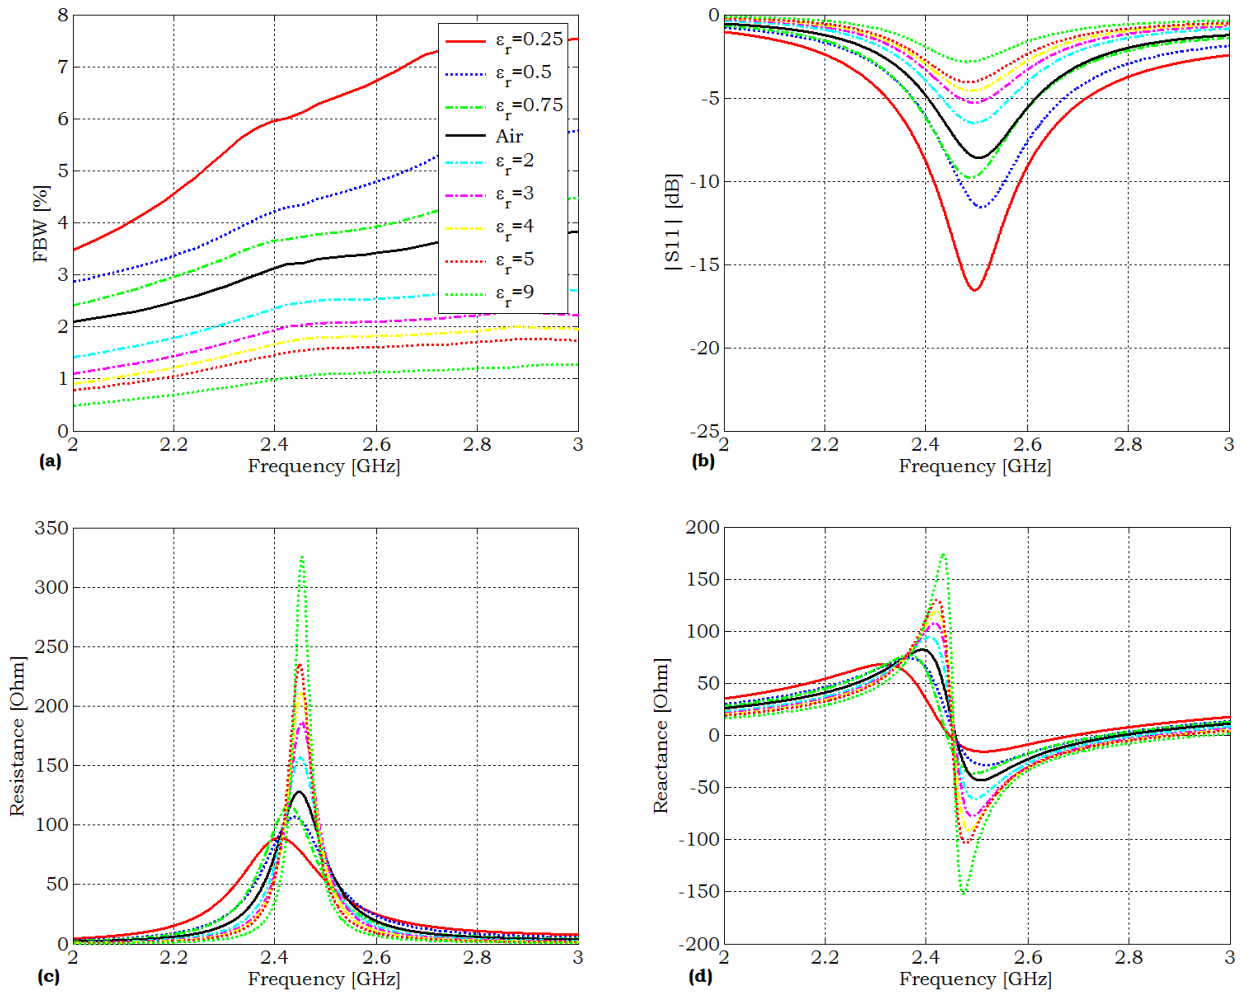 8
7
6
5
4
3
2
1
0
FBW [%]
εr=0.25
εr=0.5
εr=0.75
Air
εr=2
εr=3
εr=4
εr=5
εr=9
2 2.2 2.4 2.6 2.8 3
Frequency [GHz]
(a)
0
-5
-10
-15
-20
-25
|S11| [dB]
2 2.2 2.4 2.6 2.8 3
Frequency [GHz]
(b)
350
300
250
200
150
100
50
0
Resistance [Ohm]
2 2.2 2.4 2.6 2.8 3
Frequency [GHz]
(c)
200
150
100
50
0
-50
-100
-150
-200
Reactance [Ohm]
2 2.2 2.4 2.6 2.8 3
Frequency [GHz]
(d)